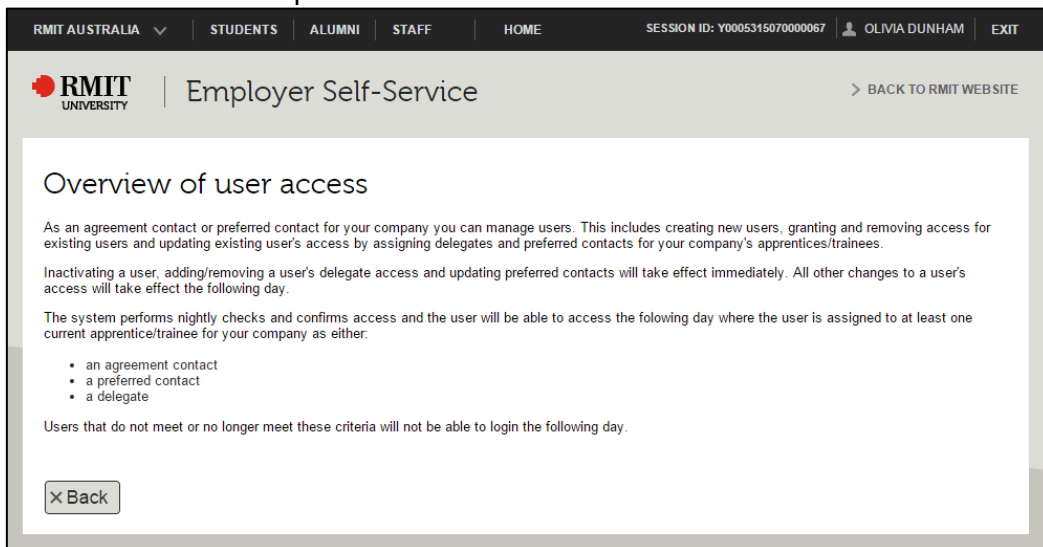 RMIT AUSTRALIA STUDENTS ALUMNI STAFF HOME SESSION ID: Y0005315070000067 OLIVIA DUNHAM EXIT
RMIT
UNIVERSITY
Employer Self-Service
> BACK TO RMIT WEBSITE
Overview of user access
As an agreement contact or preferred contact for your company you can manage users. This includes creating new users, granting and removing access for
existing users and updating existing user's access by assigning delegates and preferred contacts for your company's apprentices/trainees.
Inactivating a user, adding/removing a user's delegate access and updating preferred contacts will take effect immediately. All other changes to a user's
access will take effect the following day.
The system performs nightly checks and confirms access and the user will be able to access the folowing day where the user is assigned to at least one
current apprentice/trainee for your company as either:
• an agreement contact
• a preferred contact
• a delegate
Users that do not meet or no longer meet these criteria will not be able to login the following day.
× Back